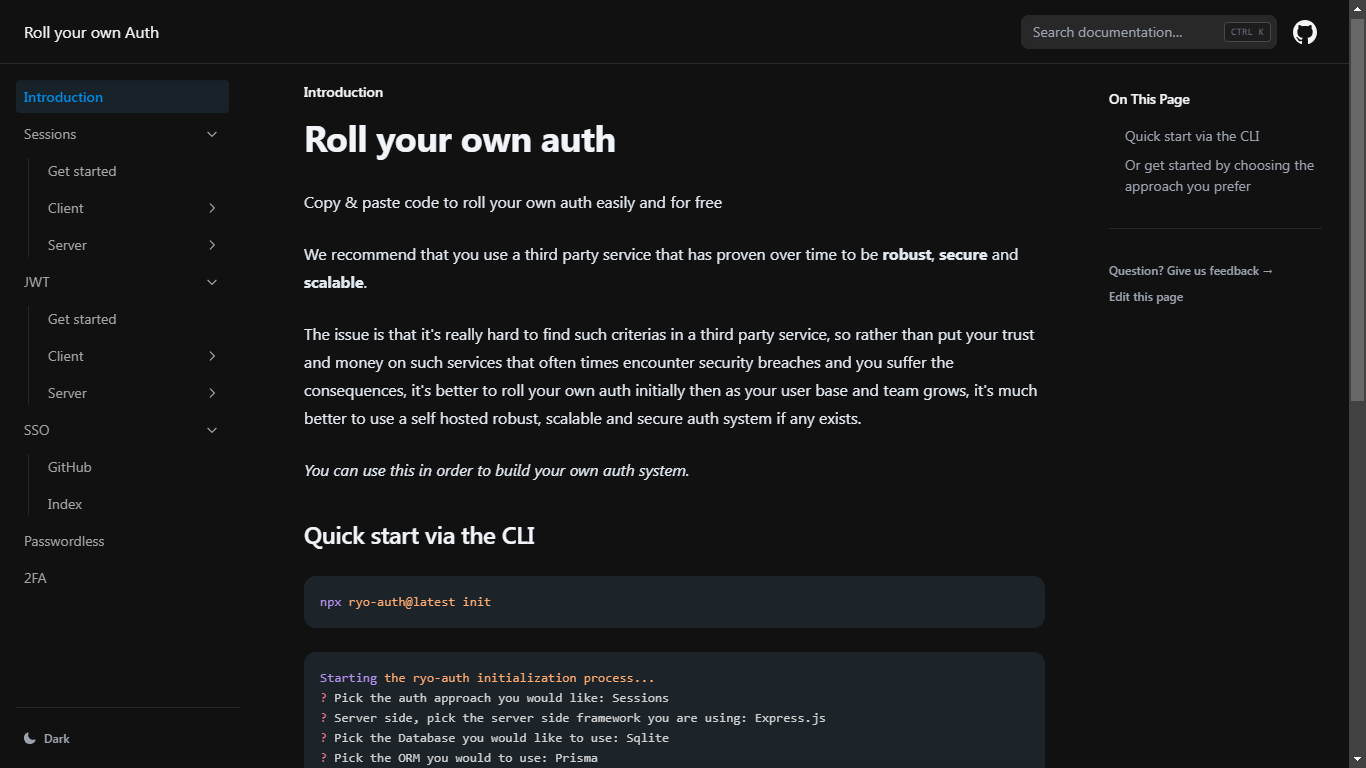 Roll your own Auth
Search documentation...
CTRL K
Introduction
Sessions
Get started
Client
Server
JWT
Get started
Client
Server
SSO
GitHub
Index
Passwordless
2FA
Dark
Introduction
Roll your own auth
Copy & paste code to roll your own auth easily and for free
We recommend that you use a third party service that has proven over time to be robust, secure and
scalable.
The issue is that it's really hard to find such criterias in a third party service, so rather than put your trust
and money on such services that often times encounter security breaches and you suffer the
consequences, it's better to roll your own auth initially then as your user base and team grows, it's much
better to use a self hosted robust, scalable and secure auth system if any exists.
You can use this in order to build your own auth system.
Quick start via the CLI
npx ryo-auth@latest init
Starting the ryo-auth initialization process...
? Pick the auth approach you would like: Sessions
? Server side, pick the server side framework you are using: Express.js
? Pick the Database you would like to use: Sqlite
? Pick the ORM you would to use: Prisma
On This Page
Quick start via the CLI
Or get started by choosing the
approach you prefer
Question? Give us feedback →
Edit this page